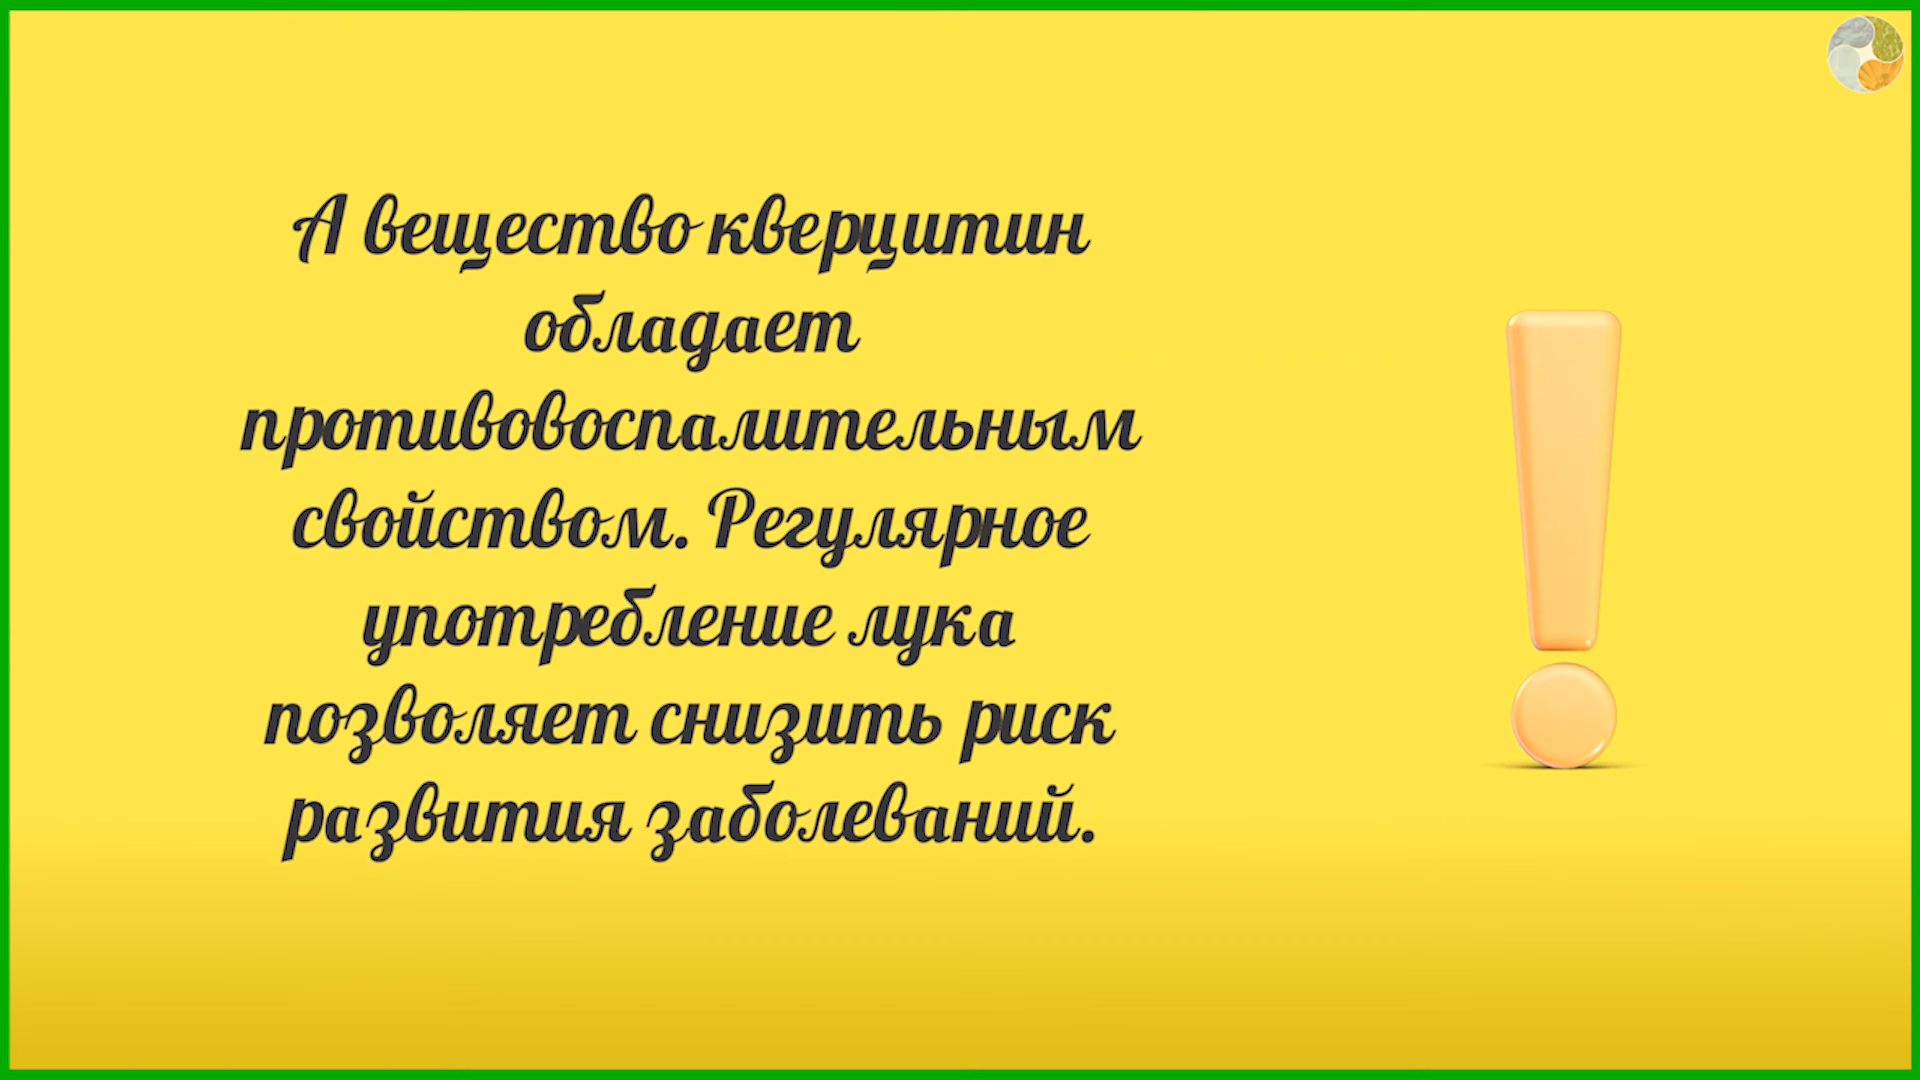 А вещество кверцитин
обладает
противовоспалительным
свойством. Регулярное
употребление лука
позволяет снизить риск
развития заболеваний.